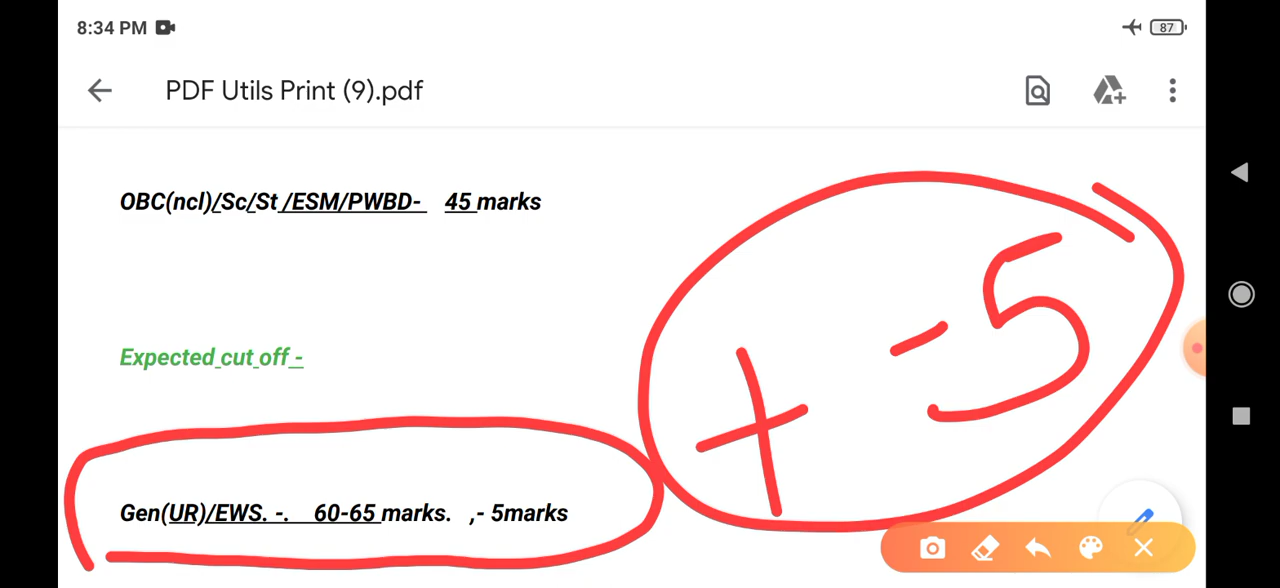 8:34 PM 87
PDF Utils Print (9).pdf
OBC(ncl)/Sc/St /ESM/PWBD- 45 marks
+ - 5
Expected cut off -
Gen(UR)/EWS. -. 60-65 marks. ,- 5marks